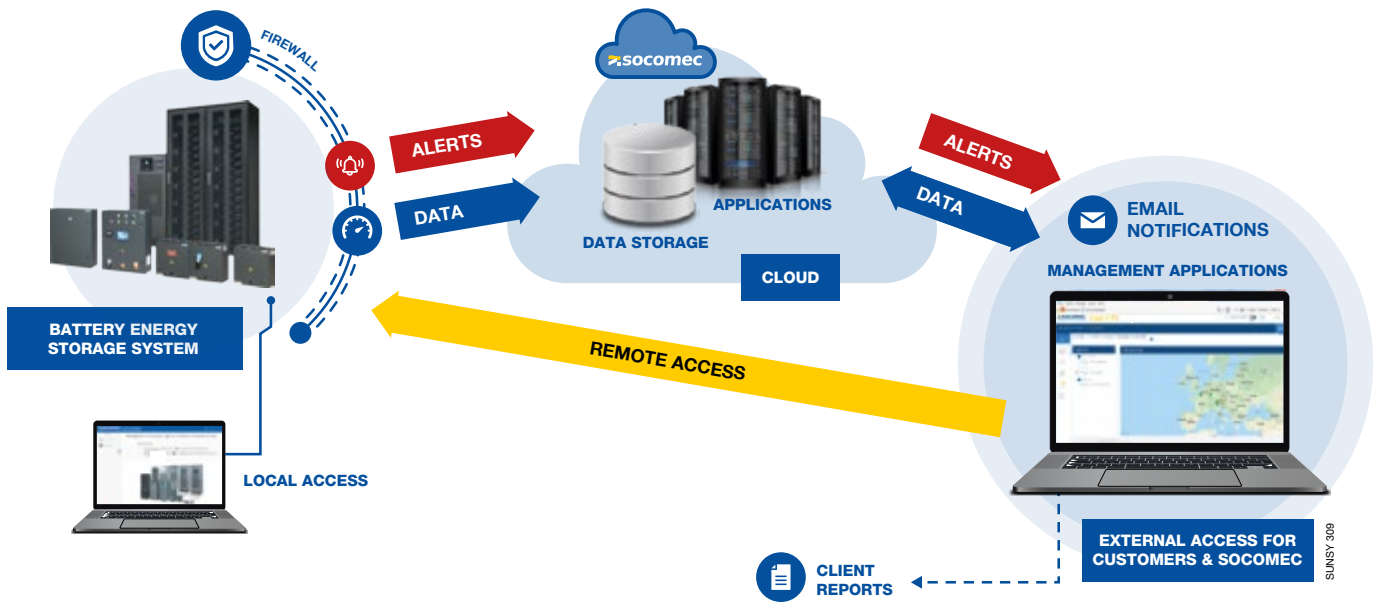 FIREWALL
socomec
ALERTS
DATA
APPLICATIONS
DATA STORAGE
CLOUD
ALERTS
DATA
EMAIL
NOTIFICATIONS
MANAGEMENT APPLICATIONS
BATTERY ENERGY
STORAGE SYSTEM
REMOTE ACCESS
LOCAL ACCESS
EXTERNAL ACCESS FOR
CUSTOMERS & SOCOMEC
SUNSY 309
CLIENT
REPORTS